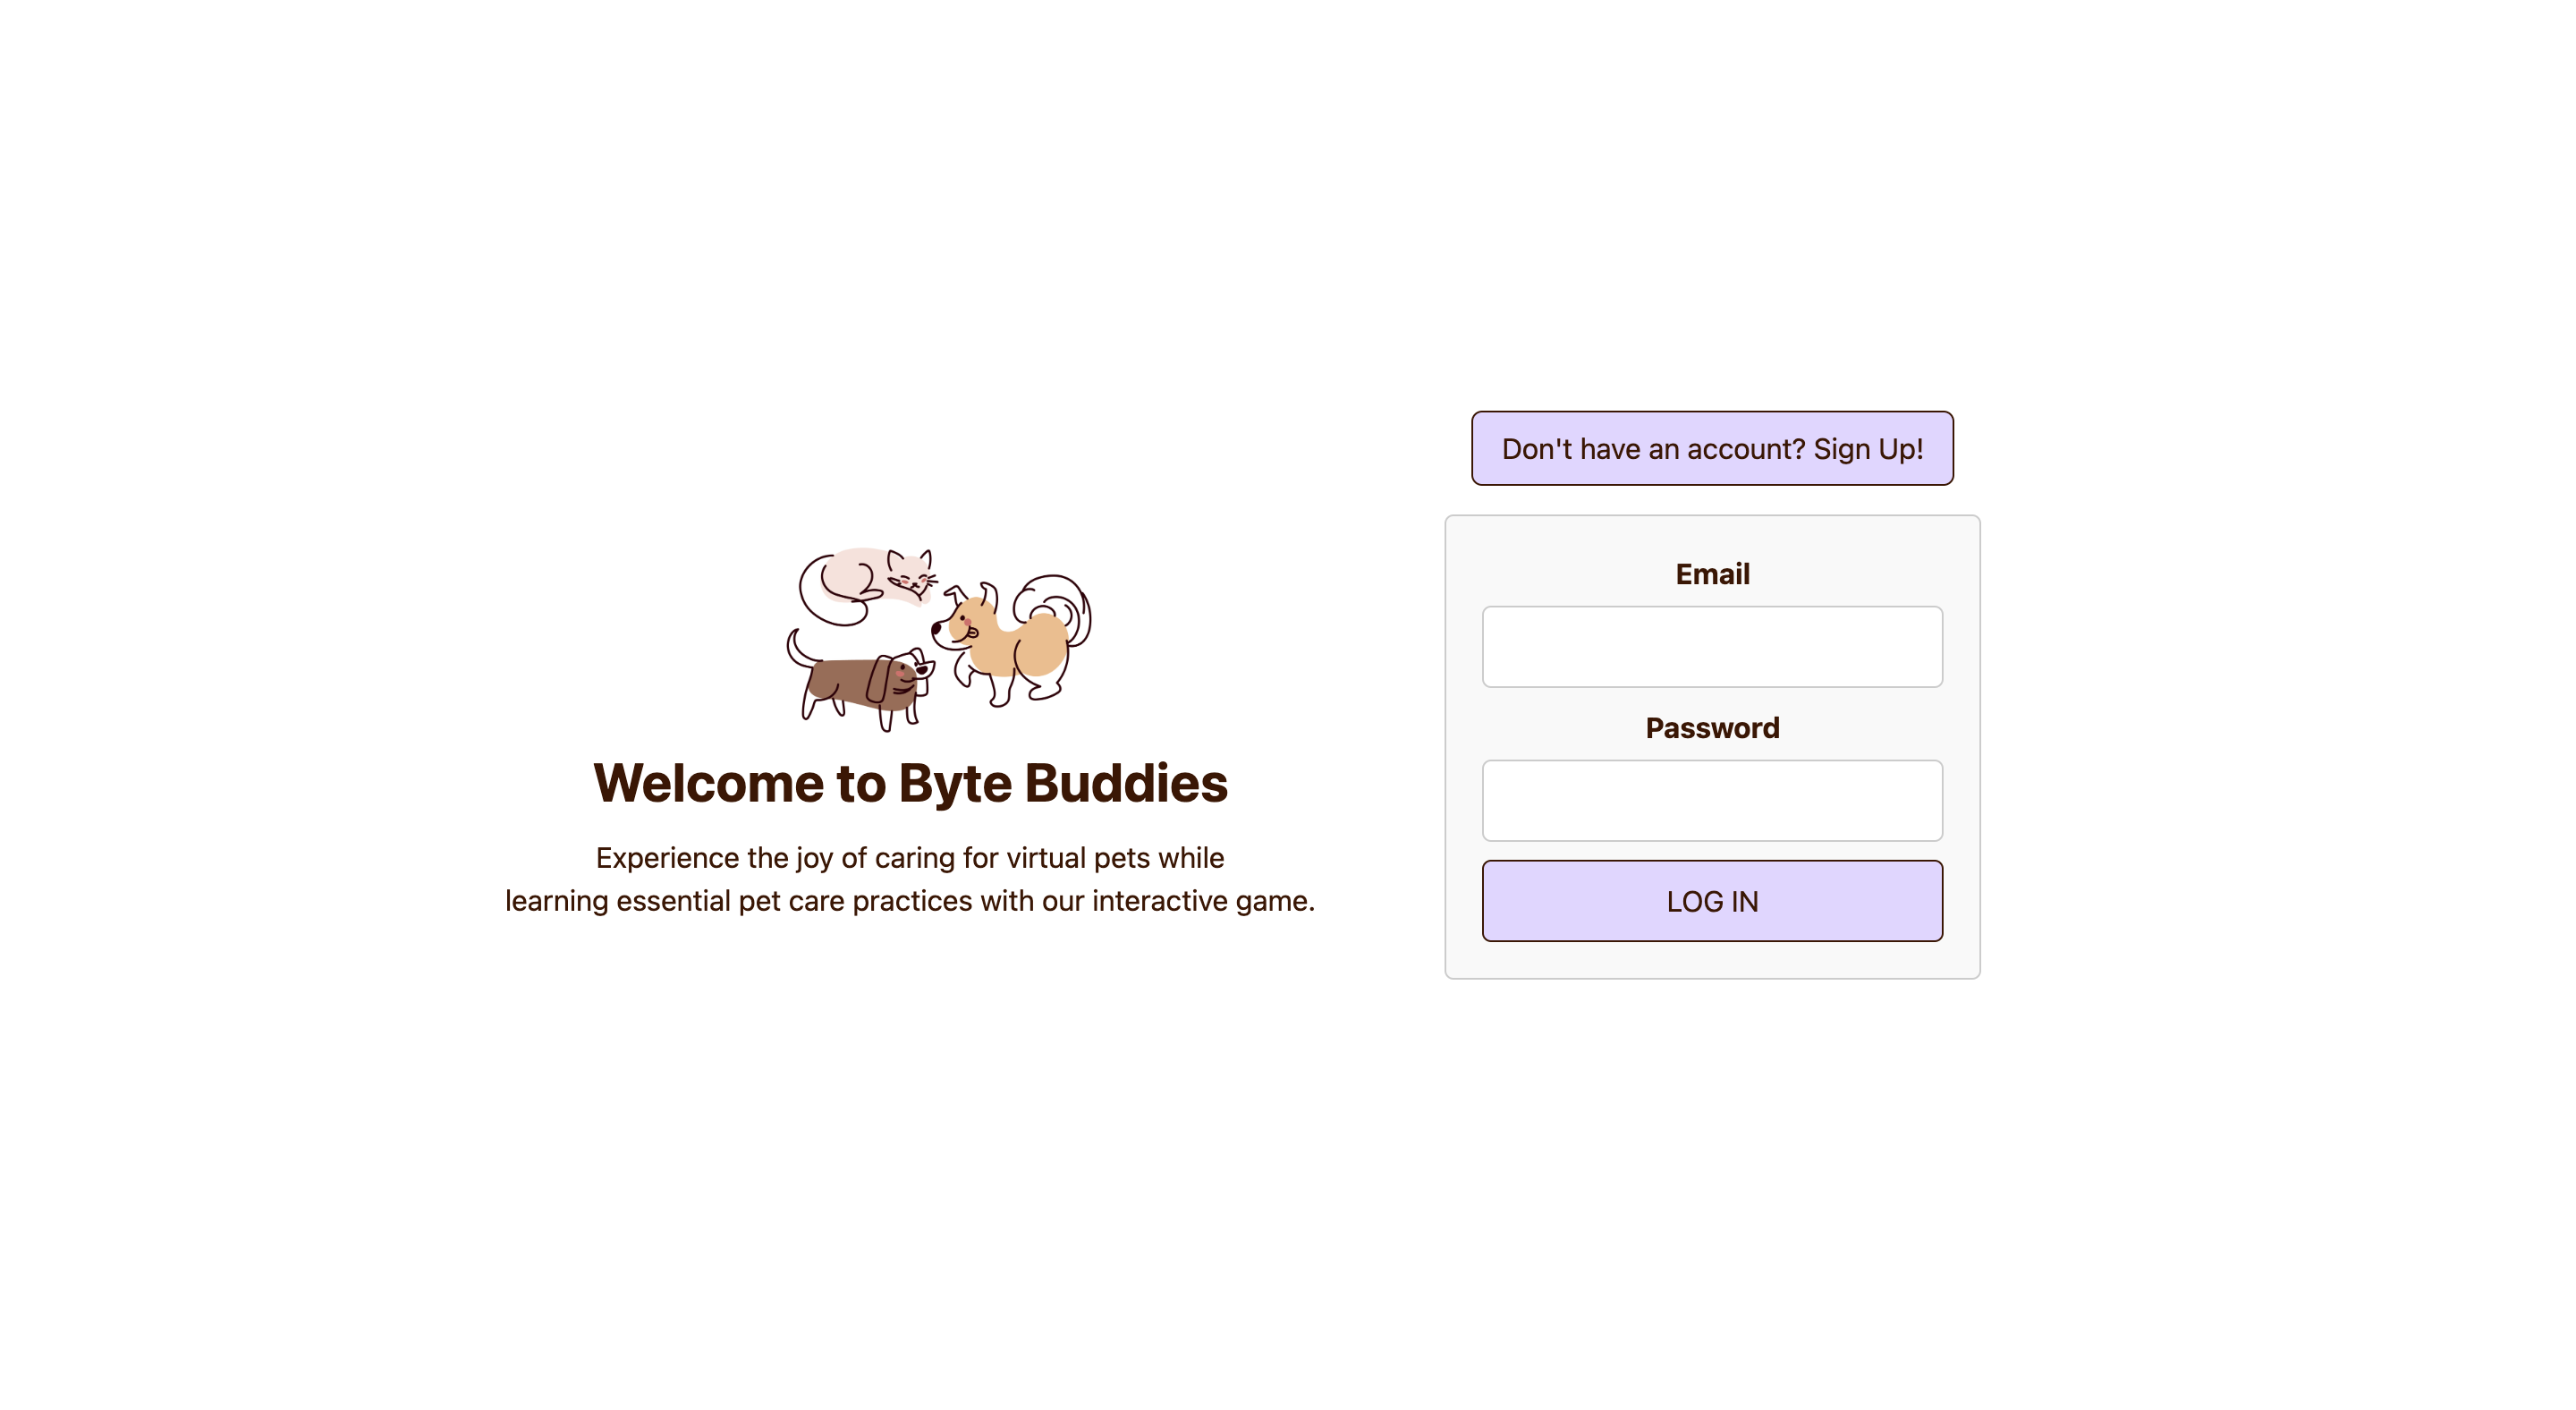 Welcome to Byte Buddies
Experience the joy of caring for virtual pets while
learning essential pet care practices with our interactive game.
Don't have an account? Sign Up!
Email
Password
LOG IN